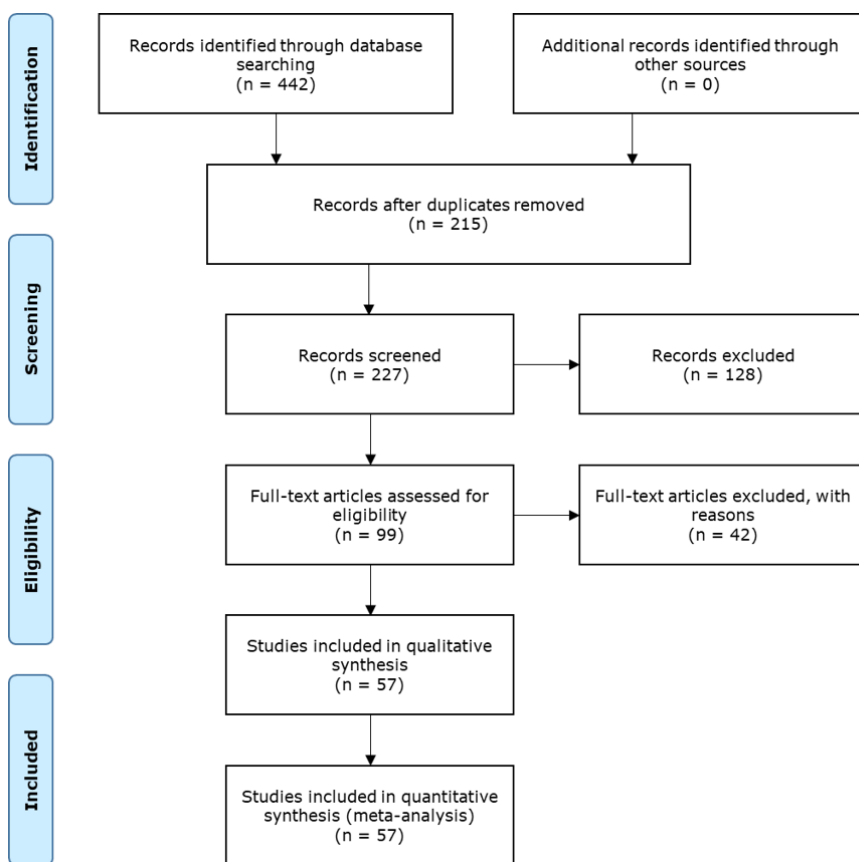 Identification
Records identified through database
searching
(n = 442)
Additional records identified through
other sources
(n = 0)
Records after duplicates removed
(n = 215)
Screening
Records screened
(n = 227)
Records excluded
(n = 128)
Eligibility
Full-text articles assessed for
eligibility
(n = 99)
Full-text articles excluded, with
reasons
(n = 42)
Studies included in qualitative
synthesis
(n = 57)
Included
Studies included in quantitative
synthesis (meta-analysis)
(n = 57)